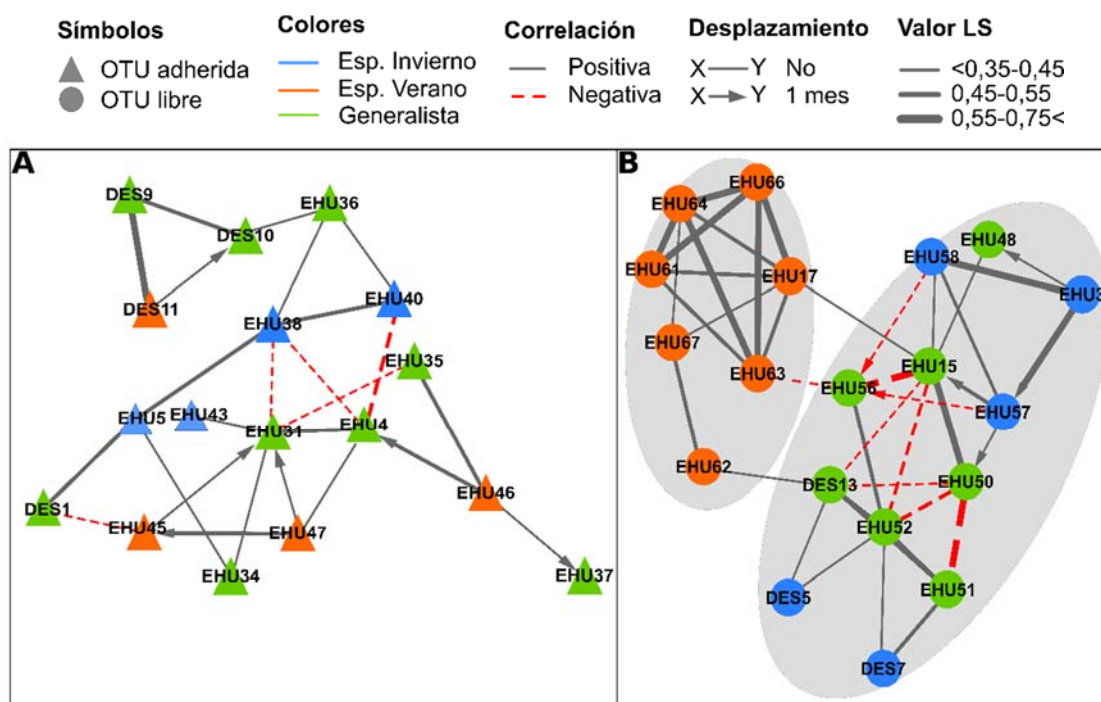 Símbolos
OTU adherida
OTU libre
Colores
Esp. Invierno
Esp. Verano
Generalista
Correlación
Positiva
Negativa
Desplazamiento
X Y No
X Y 1 mes
Valor LS
<0,35-0,45
0,45-0,55
0,55-0,75<
A
DES9
EHU36
DES10
DES11
EHU40
EHU38
EHU35
EHU5
EHU43
EHU31
EHU4
DES1
EHU45
EHU47
EHU46
EHU34
EHU37
B
EHU66
EHU64
EHU48
EHU58
EHU61
EHU17
EHU3
EHU67
EHU63
EHU15
EHU56
EHU57
EHU62
DES13
EHU50
EHU52
EHU51
DES5
DES7